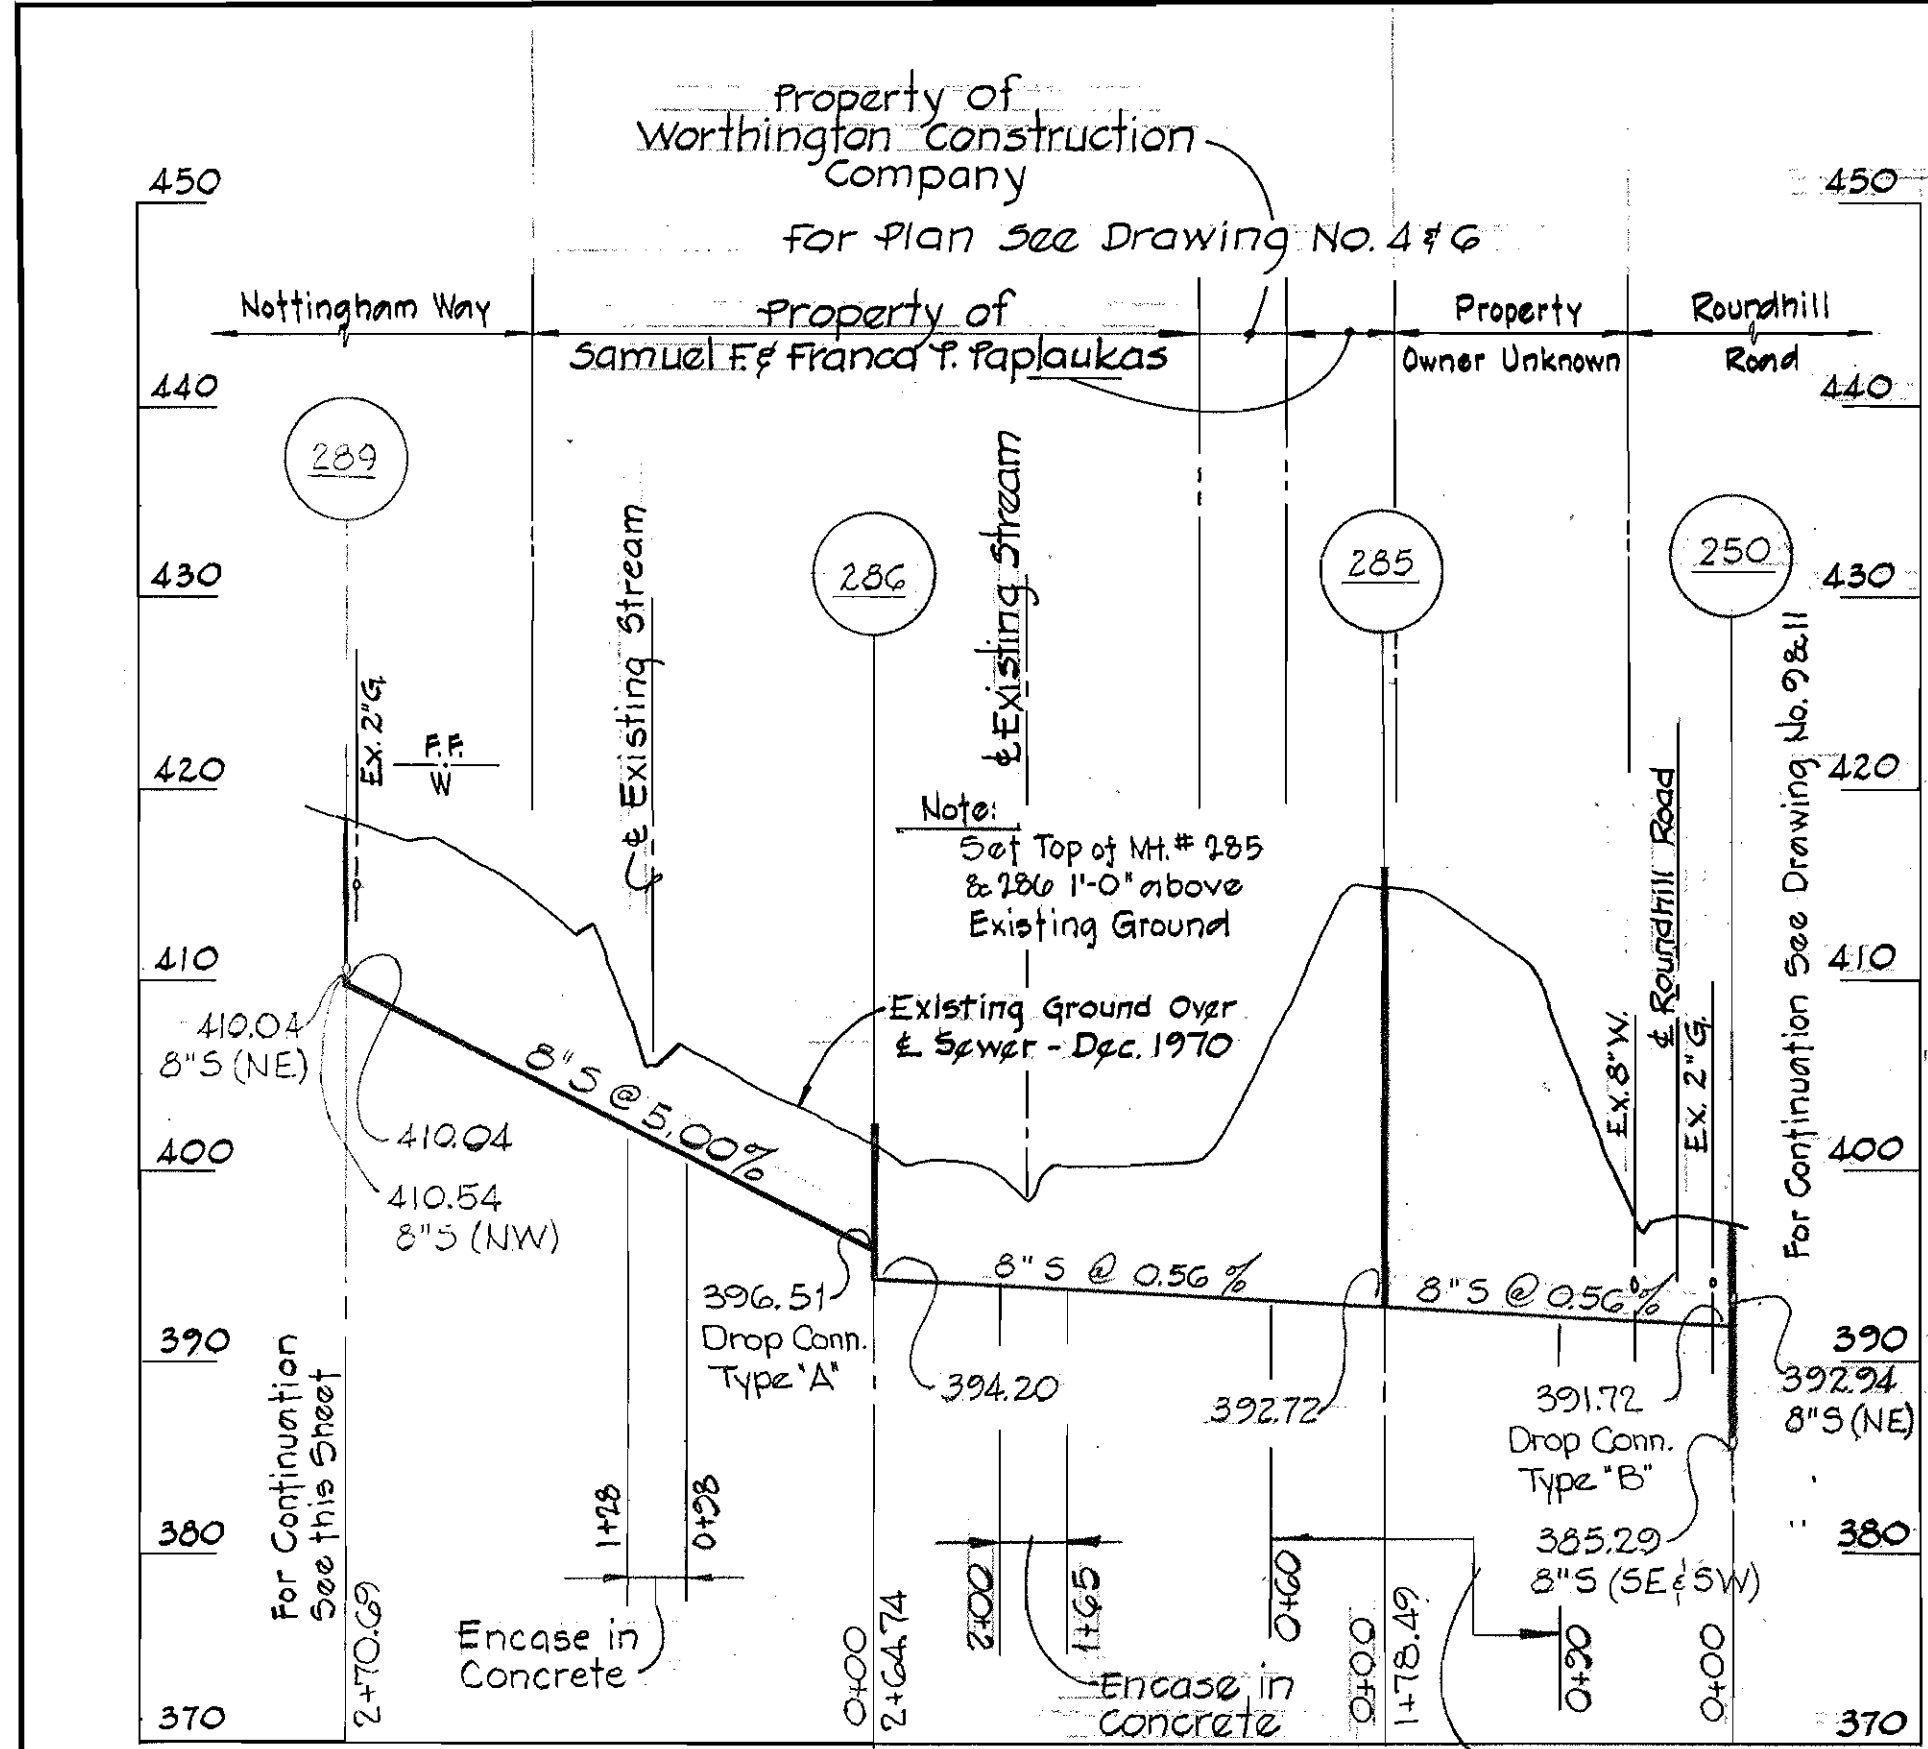 Property of
Worthington Construction
Company
For Plan See Drawing No. 4 & 6
450
450
Nottingham Way
Property of
Samuel F. & Franca P. Paplaukas
Property
Owner Unknown
Roundhill
Road
440
440
289
286
285
250
430
430
Ex. 2"G.
F.F.
W
℄ Existing Stream
℄ Existing Stream
420
420
Note:
Set Top of MH. # 285
& 286 1'-0" above
Existing Ground
℄ Roundhill Road
Ex. 8"W.
Ex. 2"G.
For Continuation See Drawing No. 9 & 11
410
410
410.04
8"S (NE)
Existing Ground Over
℄ Sewer - Dec. 1970
8"S @ 5.00%
410.04
400
400
410.54
8"S (NW)
396.51
Drop Conn.
Type "A"
8"S @ 0.56 %
8"S @ 0.56 %
394.20
392.72
391.72
Drop Conn.
Type "B"
390
390
392.94
8"S (NE)
385.29
8"S (SE & SW)
380
380
For Continuation
See this Sheet
2+70.69
1+28
0+98
Encase in
Concrete
0+00
2+64.74
2+00
1+65
Encase in
Concrete
0+60
0+00
1+78.49
0+90
0+00
370
370